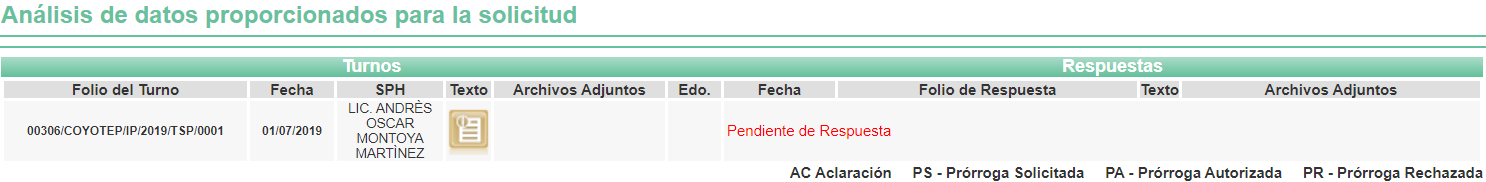 Análisis de datos proporcionados para la solicitud
Turnos Respuestas
Folio del Turno Fecha SPH Texto Archivos Adjuntos Edo. Fecha Folio de Respuesta Texto Archivos Adjuntos
00306/COYOTEP/IP/2019/TSP/0001 01/07/2019 LIC. ANDRÈS
OSCAR
MONTOYA
MARTÌNEZ
Pendiente de Respuesta
AC Aclaración PS - Prórroga Solicitada PA - Prórroga Autorizada PR - Prórroga Rechazada